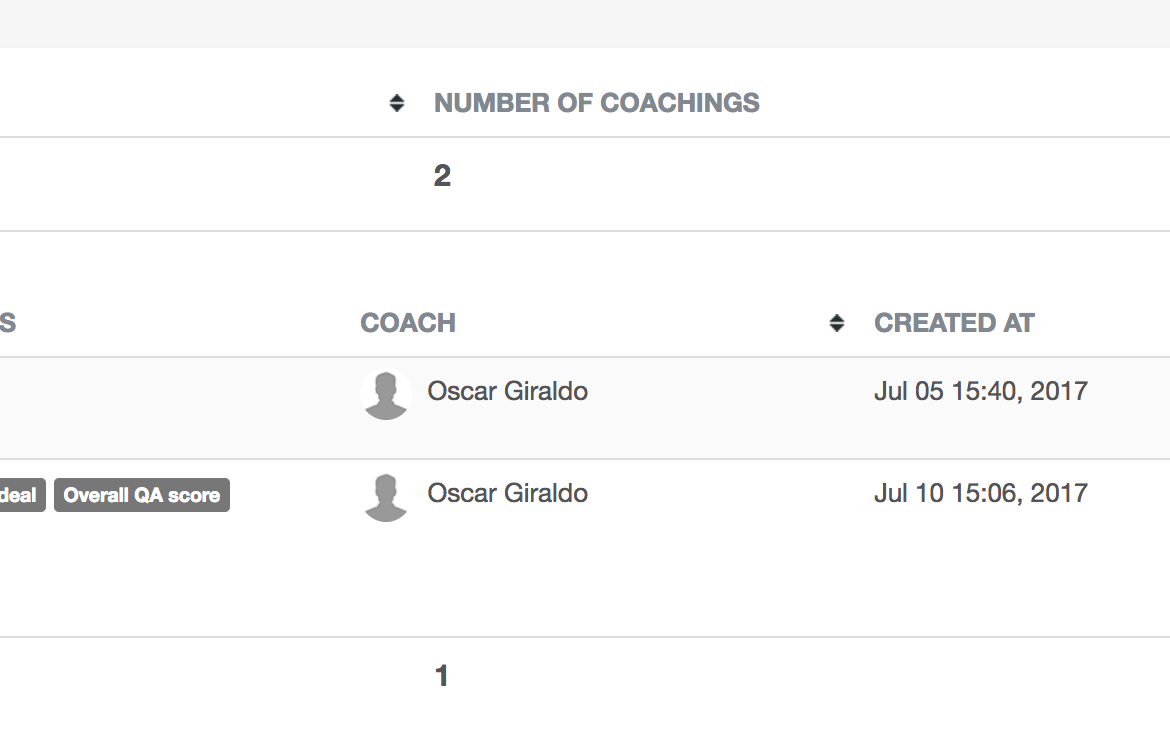 NUMBER OF COACHINGS
2
S COACH CREATED AT
Oscar Giraldo Jul 05 15:40, 2017
deal Overall QA score Oscar Giraldo Jul 10 15:06, 2017
1